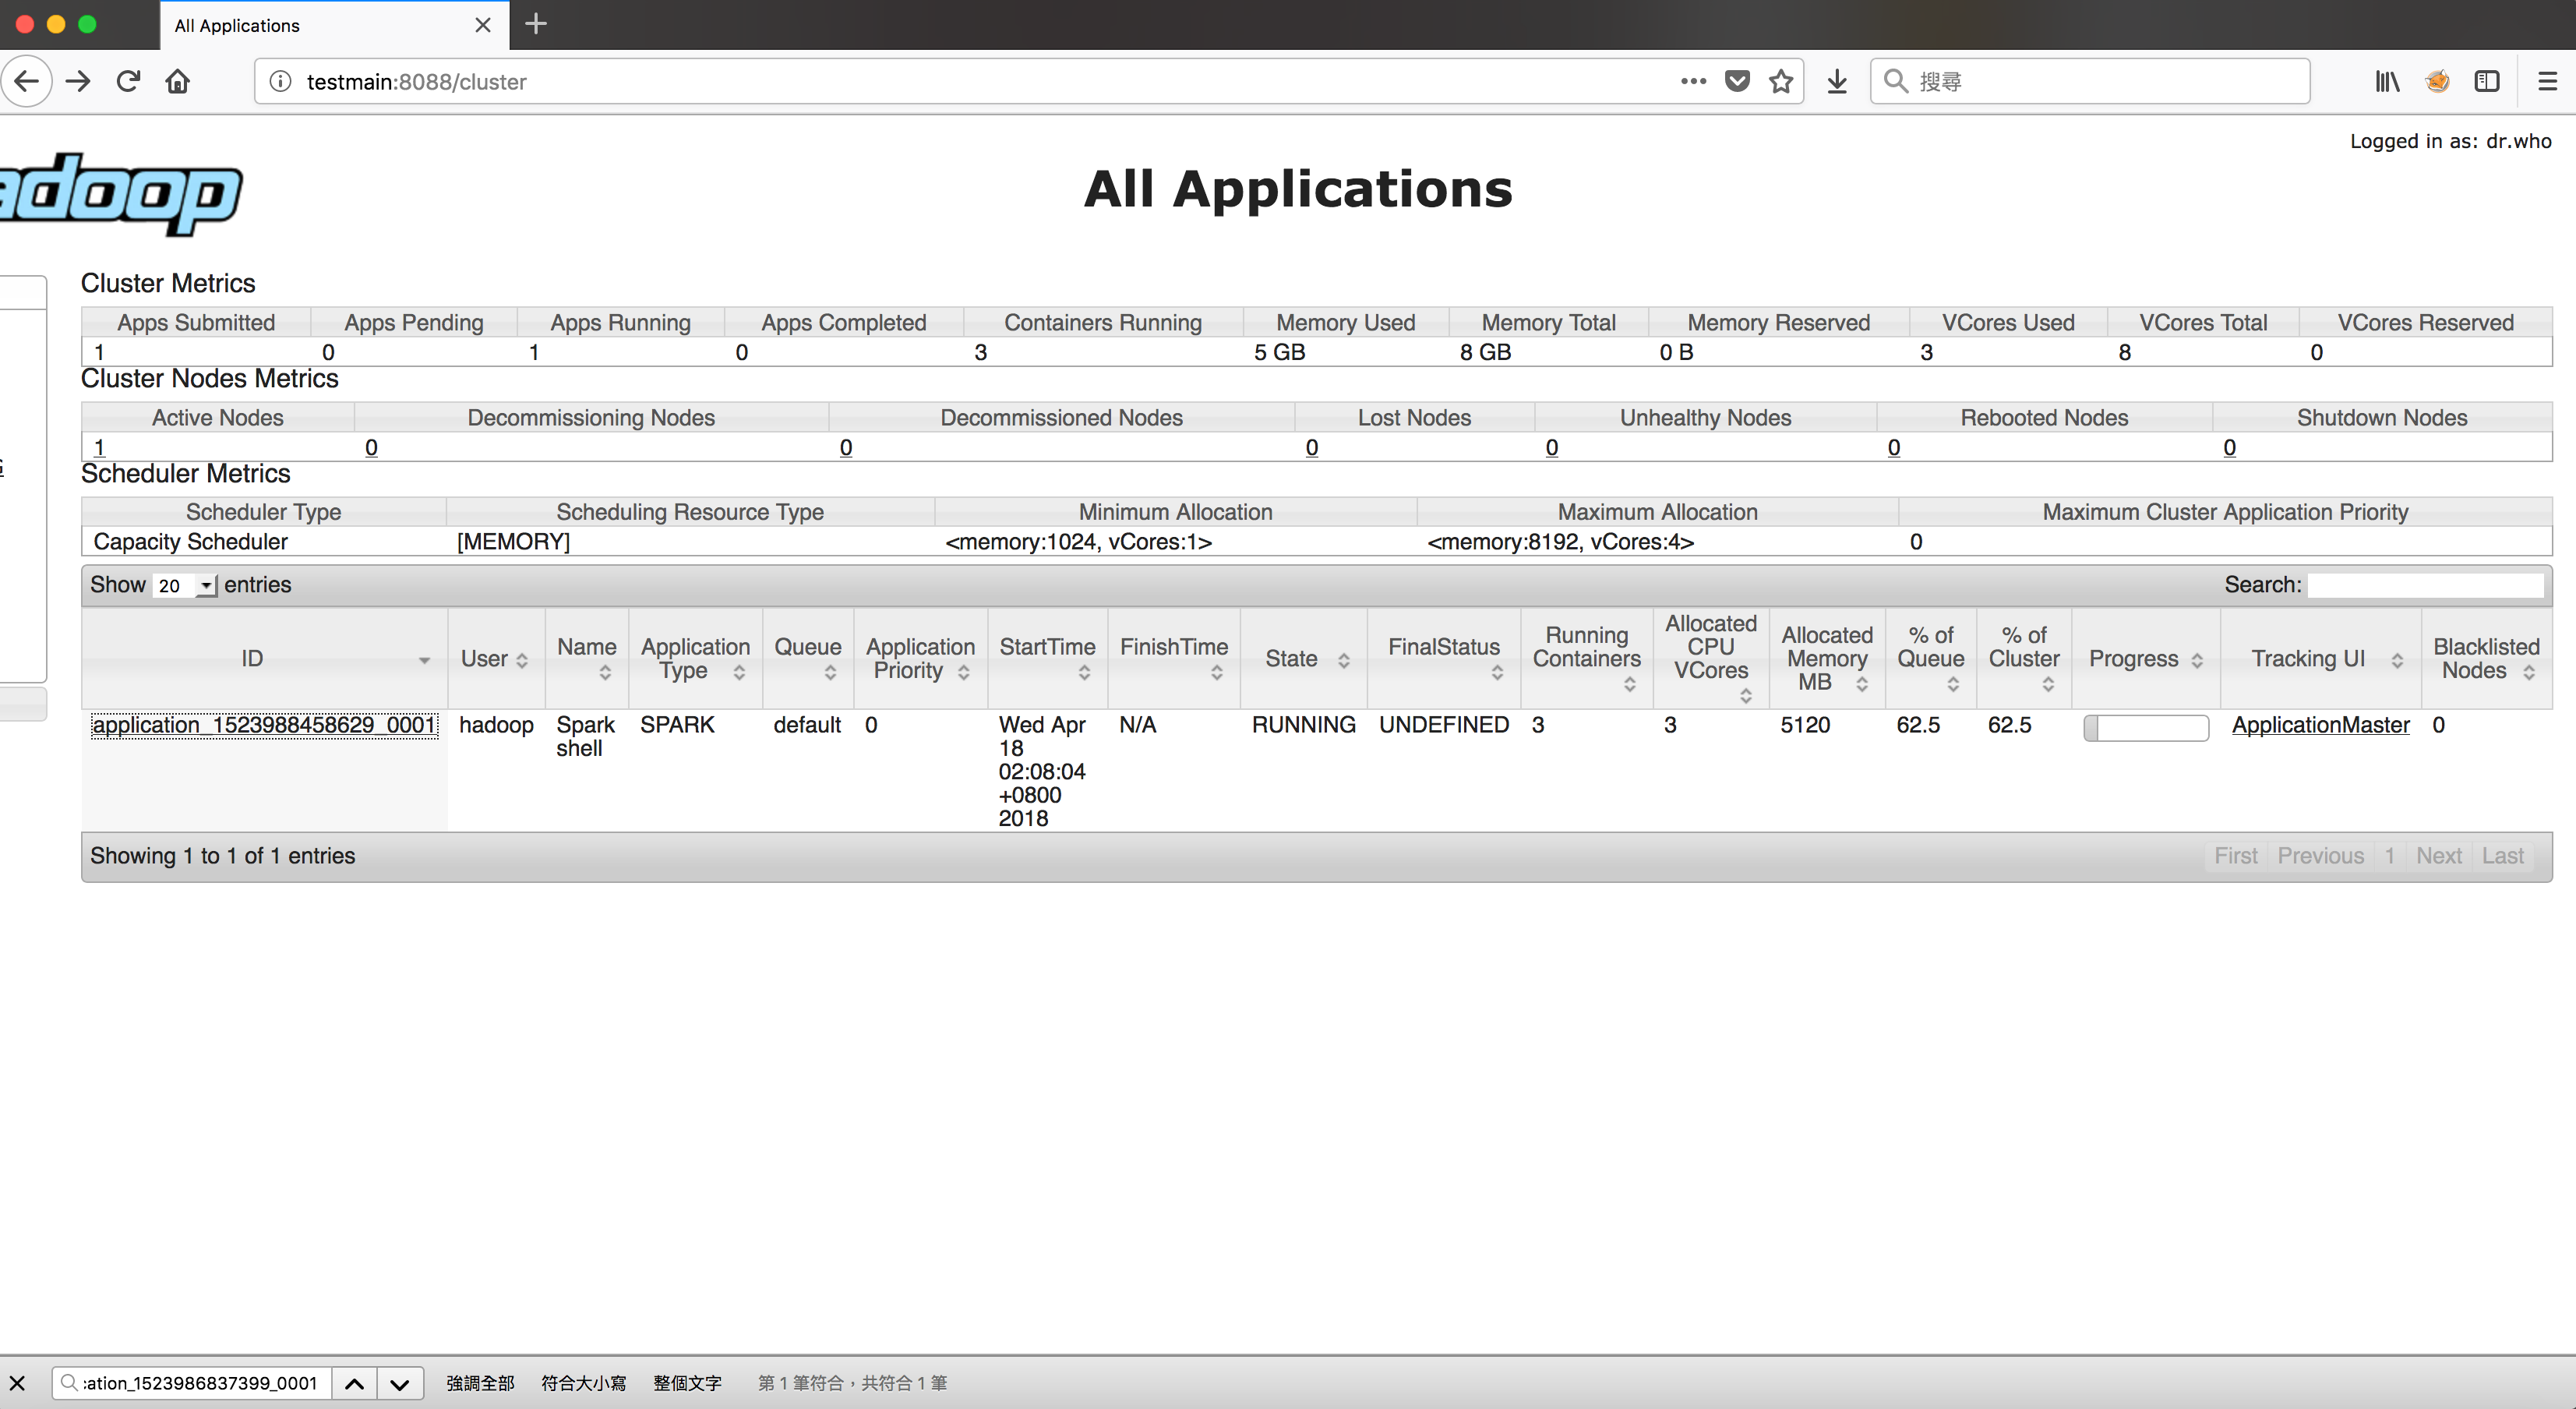 All Applications
testmain:8088/cluster
搜尋
Logged in as: dr.who
adoop
All Applications
Cluster Metrics
Apps Submitted Apps Pending Apps Running Apps Completed Containers Running Memory Used Memory Total Memory Reserved VCores Used VCores Total VCores Reserved
1 0 1 0 3 5 GB 8 GB 0 B 3 8 0
Cluster Nodes Metrics
Active Nodes Decommissioning Nodes Decommissioned Nodes Lost Nodes Unhealthy Nodes Rebooted Nodes Shutdown Nodes
1 0 0 0 0 0 0
Scheduler Metrics
Scheduler Type Scheduling Resource Type Minimum Allocation Maximum Allocation Maximum Cluster Application Priority
Capacity Scheduler [MEMORY] <memory:1024, vCores:1> <memory:8192, vCores:4> 0
Show 20 entries Search:
ID User Name Application Type Queue Application Priority StartTime FinishTime State FinalStatus Running Containers Allocated CPU VCores Allocated Memory MB % of Queue % of Cluster Progress Tracking UI Blacklisted Nodes
application_1523988458629_0001 hadoop Spark shell SPARK default 0 Wed Apr 18 02:08:04 +0800 2018 N/A RUNNING UNDEFINED 3 3 5120 62.5 62.5 ApplicationMaster 0
Showing 1 to 1 of 1 entries First Previous 1 Next Last
cation_1523986837399_0001 強調全部 符合大小寫 整個文字 第 1 筆符合，共符合 1 筆